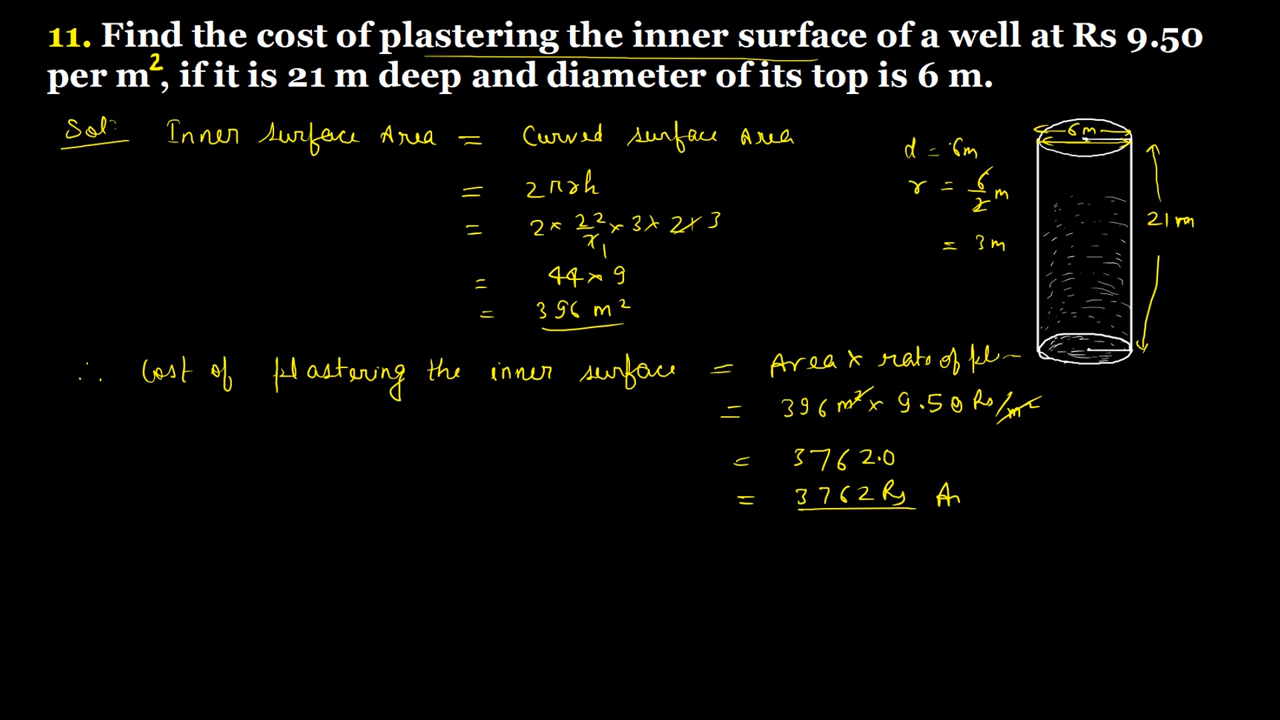 11. Find the cost of plastering the inner surface of a well at Rs 9.50
per m², if it is 21 m deep and diameter of its top is 6 m.
Sol: Inner surface Area = Curved surface Area
= 2πrh
= 2 × 22/7 1 × 3 × 21 3
= 44 × 9
= 396 m²
d = 6m
r = 6/2 m
= 3m
6m
21m
∴ Cost of plastering the inner surface = Area × rate of pl
= 396 m² × 9.50 Rs/m²
= 3762.0
= 3762 Rs An